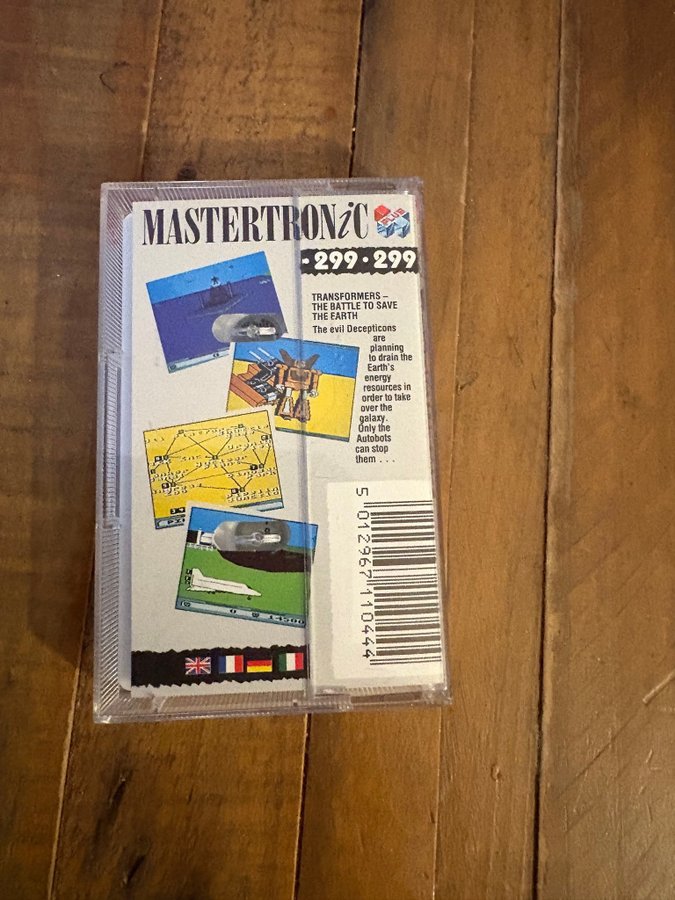 MASTERTRONiC
PLUS
·299·299
TRANSFORMERS –
THE BATTLE TO SAVE
THE EARTH
The evil Decepticons
are
planning
to drain the
Earth's
energy
resources in
order to take
over the
galaxy.
Only the
Autobots
can stop
them . . .
5 012967 110444